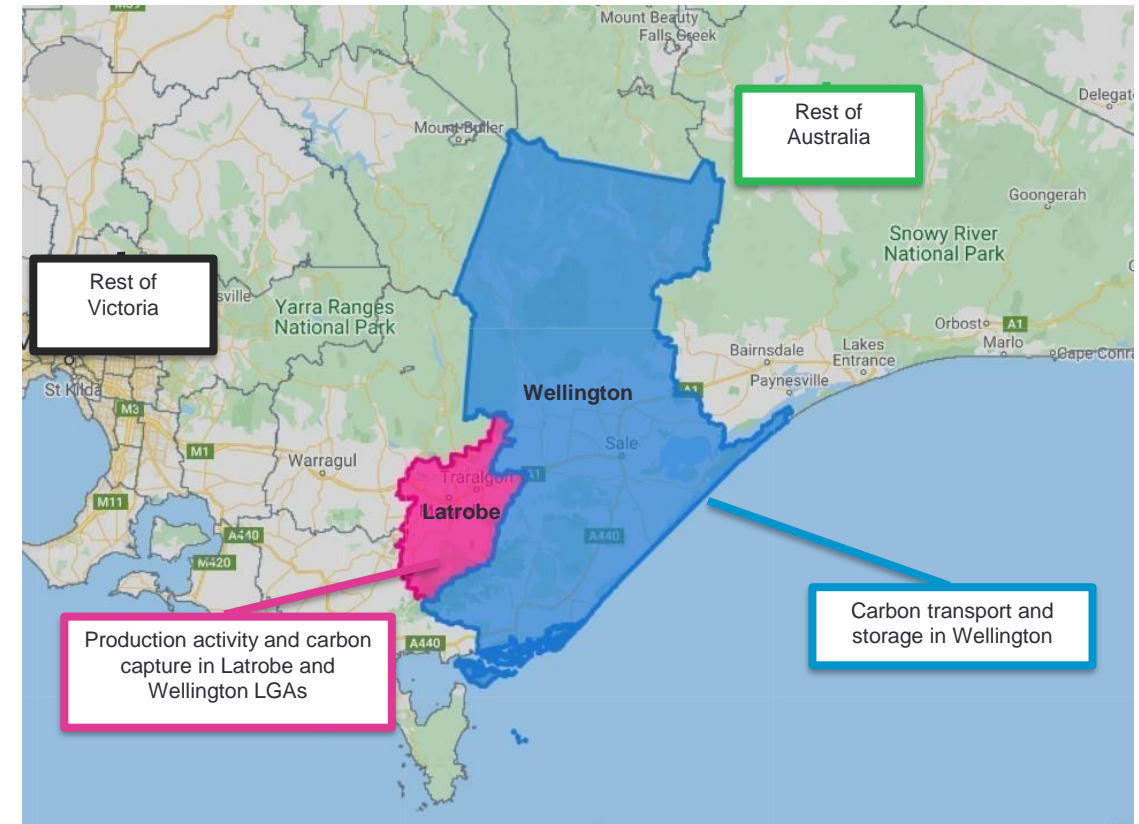 Mount Beauty
Falls Creek
Delegat
Mount Buller
Rest of
Australia
Goongerah
Snowy River
National Park
Rest of
Victoria
sville
Yarra Ranges
National Park
Orbost
A1
Marlo
Cape Conra
Bairnsdale
Lakes
Entrance
Paynesville
A1
St Kilda
M3
Wellington
M1
Warragul
Sale
Traralgon
A1
M11
Latrobe
A440
A440
M420
Production activity and carbon
capture in Latrobe and
Wellington LGAs
A440
Carbon transport and
storage in Wellington